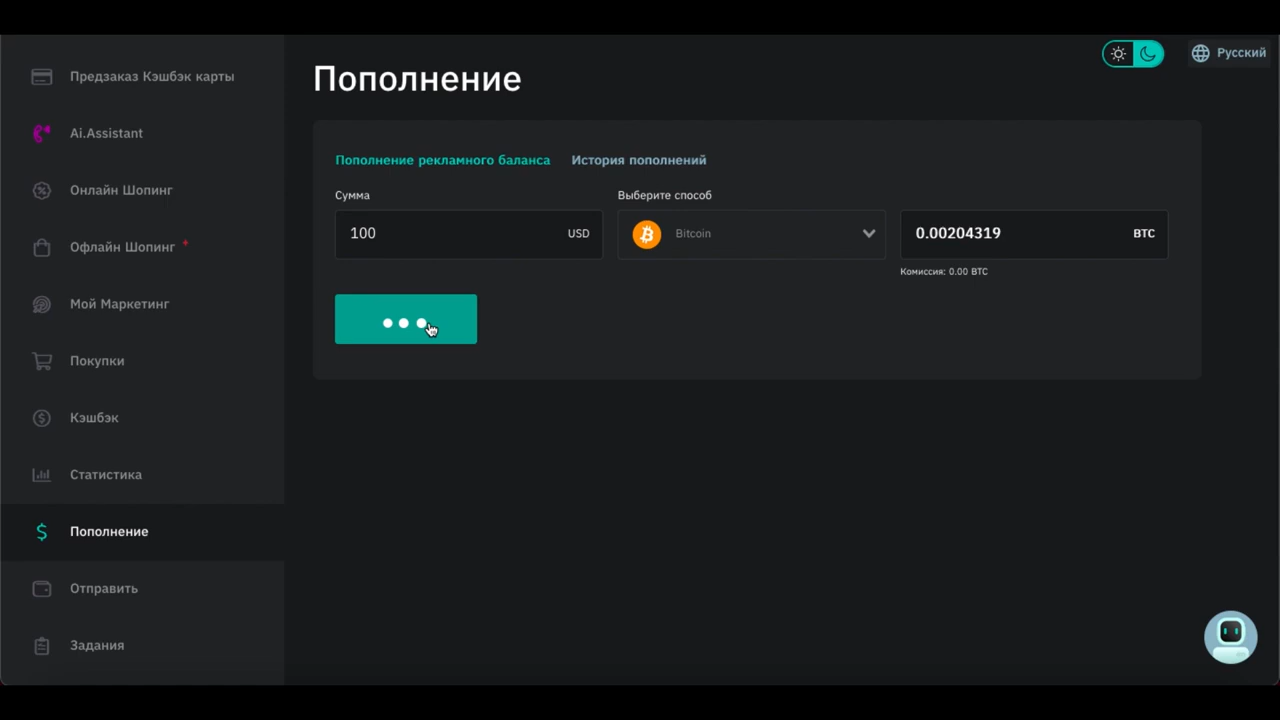 Русский
Предзаказ Кэшбэк карты
Ai.Assistant
Онлайн Шопинг
Офлайн Шопинг *
Мой Маркетинг
Покупки
Кэшбэк
Статистика
Пополнение
Отправить
Задания
Пополнение
Пополнение рекламного баланса История пополнений
Сумма
100 USD
Выберите способ
Bitcoin
0.00204319 BTC
Комиссия: 0.00 BTC